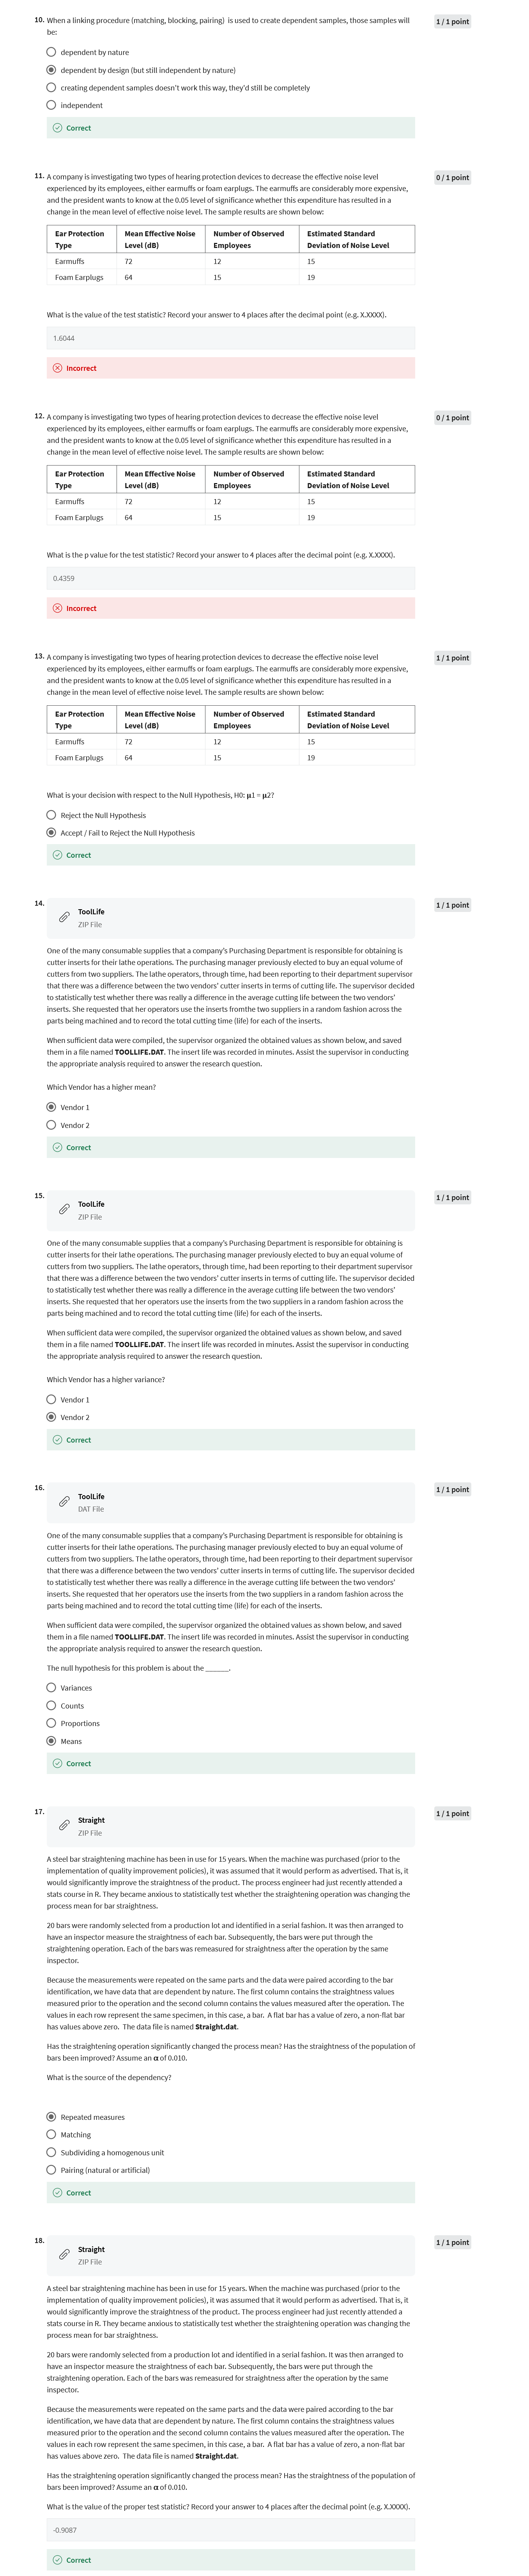 10. When a linking procedure (matching, blocking, pairing) is used to create dependent samples, those samples will
be:
1 / 1 point
dependent by nature
dependent by design (but still independent by nature)
creating dependent samples doesn't work this way, they'd still be completely
independent
Correct
11. A company is investigating two types of hearing protection devices to decrease the effective noise level
experienced by its employees, either earmuffs or foam earplugs. The earmuffs are considerably more expensive,
and the president wants to know at the 0.05 level of significance whether this expenditure has resulted in a
change in the mean level of effective noise level. The sample results are shown below:
0 / 1 point
Ear Protection Type | Mean Effective Noise Level (dB) | Number of Observed Employees | Estimated Standard Deviation of Noise Level
Earmuffs 72 12 15
Foam Earplugs 64 15 19
What is the value of the test statistic? Record your answer to 4 places after the decimal point (e.g. X.XXXX).
1.6044
Incorrect
12. A company is investigating two types of hearing protection devices to decrease the effective noise level
experienced by its employees, either earmuffs or foam earplugs. The earmuffs are considerably more expensive,
and the president wants to know at the 0.05 level of significance whether this expenditure has resulted in a
change in the mean level of effective noise level. The sample results are shown below:
0 / 1 point
Ear Protection Type | Mean Effective Noise Level (dB) | Number of Observed Employees | Estimated Standard Deviation of Noise Level
Earmuffs 72 12 15
Foam Earplugs 64 15 19
What is the p value for the test statistic? Record your answer to 4 places after the decimal point (e.g. X.XXXX).
0.4359
Incorrect
13. A company is investigating two types of hearing protection devices to decrease the effective noise level
experienced by its employees, either earmuffs or foam earplugs. The earmuffs are considerably more expensive,
and the president wants to know at the 0.05 level of significance whether this expenditure has resulted in a
change in the mean level of effective noise level. The sample results are shown below:
1 / 1 point
Ear Protection Type | Mean Effective Noise Level (dB) | Number of Observed Employees | Estimated Standard Deviation of Noise Level
Earmuffs 72 12 15
Foam Earplugs 64 15 19
What is your decision with respect to the Null Hypothesis, H0: μ1 = μ2?
Reject the Null Hypothesis
Accept / Fail to Reject the Null Hypothesis
Correct
14. ToolLife
ZIP File
1 / 1 point
One of the many consumable supplies that a company's Purchasing Department is responsible for obtaining is
cutter inserts for their lathe operations. The purchasing manager previously elected to buy an equal volume of
cutters from two suppliers. The lathe operators, through time, had been reporting to their department supervisor
that there was a difference between the two vendors' cutter inserts in terms of cutting life. The supervisor decided
to statistically test whether there was really a difference in the average cutting life between the two vendors'
inserts. She requested that her operators use the inserts fromthe two suppliers in a random fashion across the
parts being machined and to record the total cutting time (life) for each of the inserts.
When sufficient data were compiled, the supervisor organized the obtained values as shown below, and saved
them in a file named TOOLLIFE.DAT. The insert life was recorded in minutes. Assist the supervisor in conducting
the appropriate analysis required to answer the research question.
Which Vendor has a higher mean?
Vendor 1
Vendor 2
Correct
15. ToolLife
ZIP File
1 / 1 point
One of the many consumable supplies that a company's Purchasing Department is responsible for obtaining is
cutter inserts for their lathe operations. The purchasing manager previously elected to buy an equal volume of
cutters from two suppliers. The lathe operators, through time, had been reporting to their department supervisor
that there was a difference between the two vendors' cutter inserts in terms of cutting life. The supervisor decided
to statistically test whether there was really a difference in the average cutting life between the two vendors'
inserts. She requested that her operators use the inserts from the two suppliers in a random fashion across the
parts being machined and to record the total cutting time (life) for each of the inserts.
When sufficient data were compiled, the supervisor organized the obtained values as shown below, and saved
them in a file named TOOLLIFE.DAT. The insert life was recorded in minutes. Assist the supervisor in conducting
the appropriate analysis required to answer the research question.
Which Vendor has a higher variance?
Vendor 1
Vendor 2
Correct
16. ToolLife
DAT File
1 / 1 point
One of the many consumable supplies that a company's Purchasing Department is responsible for obtaining is
cutter inserts for their lathe operations. The purchasing manager previously elected to buy an equal volume of
cutters from two suppliers. The lathe operators, through time, had been reporting to their department supervisor
that there was a difference between the two vendors' cutter inserts in terms of cutting life. The supervisor decided
to statistically test whether there was really a difference in the average cutting life between the two vendors'
inserts. She requested that her operators use the inserts from the two suppliers in a random fashion across the
parts being machined and to record the total cutting time (life) for each of the inserts.
When sufficient data were compiled, the supervisor organized the obtained values as shown below, and saved
them in a file named TOOLLIFE.DAT. The insert life was recorded in minutes. Assist the supervisor in conducting
the appropriate analysis required to answer the research question.
The null hypothesis for this problem is about the ______.
Variances
Counts
Proportions
Means
Correct
17. Straight
ZIP File
1 / 1 point
A steel bar straightening machine has been in use for 15 years. When the machine was purchased (prior to the
implementation of quality improvement policies), it was assumed that it would perform as advertised. That is, it
would significantly improve the straightness of the product. The process engineer had just recently attended a
stats course in R. They became anxious to statistically test whether the straightening operation was changing the
process mean for bar straightness.
20 bars were randomly selected from a production lot and identified in a serial fashion. It was then arranged to
have an inspector measure the straightness of each bar. Subsequently, the bars were put through the
straightening operation. Each of the bars was remeasured for straightness after the operation by the same
inspector.
Because the measurements were repeated on the same parts and the data were paired according to the bar
identification, we have data that are dependent by nature. The first column contains the straightness values
measured prior to the operation and the second column contains the values measured after the operation. The
values in each row represent the same specimen, in this case, a bar. A flat bar has a value of zero, a non-flat bar
has values above zero. The data file is named Straight.dat.
Has the straightening operation significantly changed the process mean? Has the straightness of the population of
bars been improved? Assume an α of 0.010.
What is the source of the dependency?
Repeated measures
Matching
Subdividing a homogenous unit
Pairing (natural or artificial)
Correct
18. Straight
ZIP File
1 / 1 point
A steel bar straightening machine has been in use for 15 years. When the machine was purchased (prior to the
implementation of quality improvement policies), it was assumed that it would perform as advertised. That is, it
would significantly improve the straightness of the product. The process engineer had just recently attended a
stats course in R. They became anxious to statistically test whether the straightening operation was changing the
process mean for bar straightness.
20 bars were randomly selected from a production lot and identified in a serial fashion. It was then arranged to
have an inspector measure the straightness of each bar. Subsequently, the bars were put through the
straightening operation. Each of the bars was remeasured for straightness after the operation by the same
inspector.
Because the measurements were repeated on the same parts and the data were paired according to the bar
identification, we have data that are dependent by nature. The first column contains the straightness values
measured prior to the operation and the second column contains the values measured after the operation. The
values in each row represent the same specimen, in this case, a bar. A flat bar has a value of zero, a non-flat bar
has values above zero. The data file is named Straight.dat.
Has the straightening operation significantly changed the process mean? Has the straightness of the population of
bars been improved? Assume an α of 0.010.
What is the value of the proper test statistic? Record your answer to 4 places after the decimal point (e.g. X.XXXX).
-0.9087
Correct